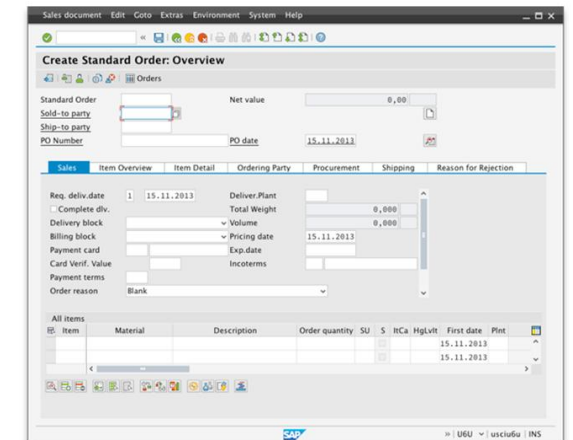 Sales document Edit Goto Extras Environment System Help
Create Standard Order: Overview
Orders
Standard Order Net value 0,00
Sold-to party
Ship-to party
PO Number PO date 15.11.2013
Sales Item Overview Item Detail Ordering Party Procurement Shipping Reason for Rejection
Req. deliv.date 1 15.11.2013 Deliver.Plant
Complete dlv. Total Weight 0,000
Delivery block Volume 0,000
Billing block Pricing date 15.11.2013
Payment card Exp.date
Card Verif. Value Incoterms
Payment terms
Order reason Blank
All items
Item Material Description Order quantity SU S ItCa HgLvIt First date Plnt
15.11.2013
15.11.2013
SAP » U6U usciu6u INS